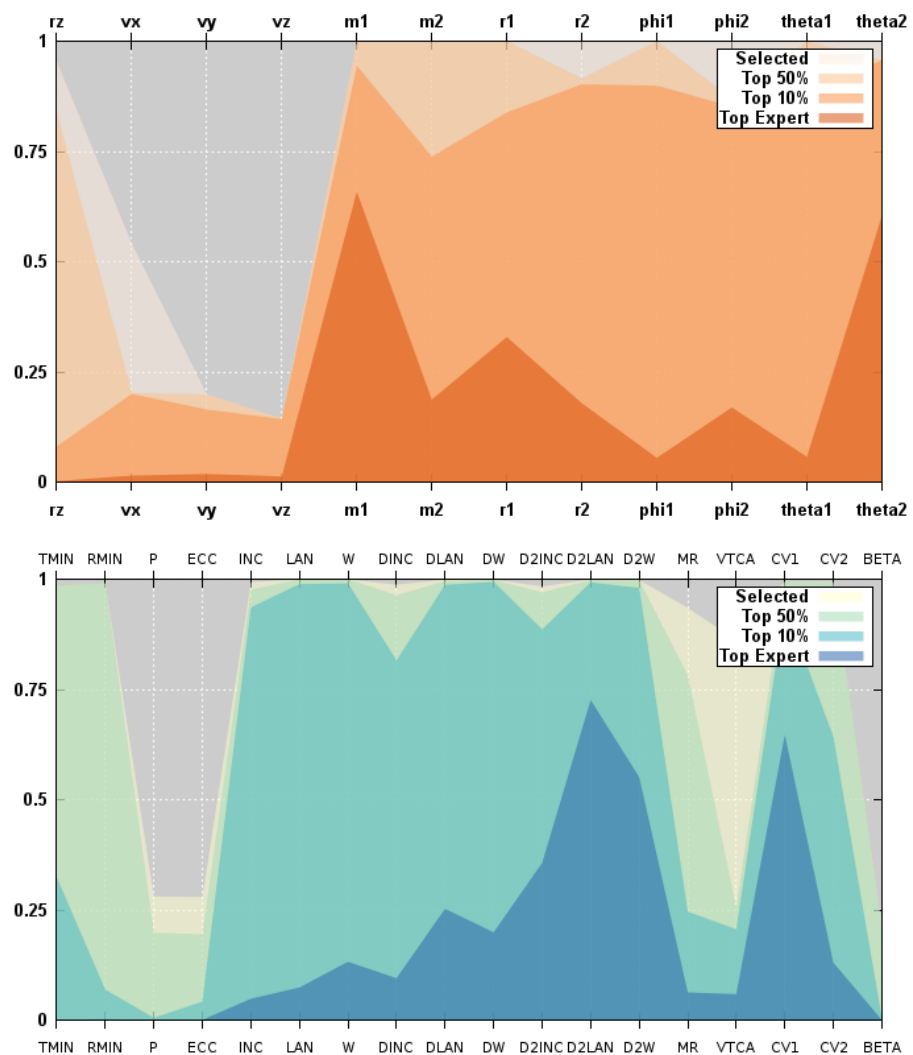 rz vx vy vz m1 m2 r1 r2 phi1 phi2 theta1 theta2
1
Selected
Top 50%
Top 10%
Top Expert
0.75
0.5
0.25
0
rz vx vy vz m1 m2 r1 r2 phi1 phi2 theta1 theta2
TMIN RMIN P ECC INC LAN W DINC DLAN DW D2INC D2LAN D2W MR VTCA CV1 CV2 BETA
1
Selected
Top 50%
Top 10%
Top Expert
0.75
0.5
0.25
0
TMIN RMIN P ECC INC LAN W DINC DLAN DW D2INC D2LAN D2W MR VTCA CV1 CV2 BETA